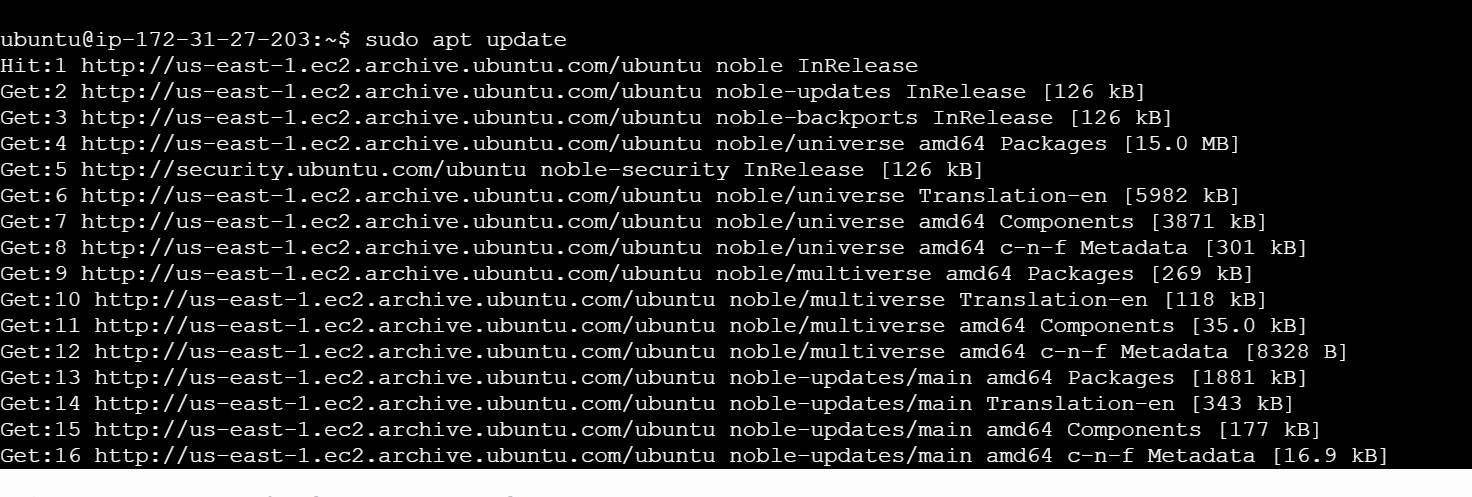 ubuntu@ip-172-31-27-203:~$ sudo apt update
Hit:1 http://us-east-1.ec2.archive.ubuntu.com/ubuntu noble InRelease
Get:2 http://us-east-1.ec2.archive.ubuntu.com/ubuntu noble-updates InRelease [126 kB]
Get:3 http://us-east-1.ec2.archive.ubuntu.com/ubuntu noble-backports InRelease [126 kB]
Get:4 http://us-east-1.ec2.archive.ubuntu.com/ubuntu noble/universe amd64 Packages [15.0 MB]
Get:5 http://security.ubuntu.com/ubuntu noble-security InRelease [126 kB]
Get:6 http://us-east-1.ec2.archive.ubuntu.com/ubuntu noble/universe Translation-en [5982 kB]
Get:7 http://us-east-1.ec2.archive.ubuntu.com/ubuntu noble/universe amd64 Components [3871 kB]
Get:8 http://us-east-1.ec2.archive.ubuntu.com/ubuntu noble/universe amd64 c-n-f Metadata [301 kB]
Get:9 http://us-east-1.ec2.archive.ubuntu.com/ubuntu noble/multiverse amd64 Packages [269 kB]
Get:10 http://us-east-1.ec2.archive.ubuntu.com/ubuntu noble/multiverse Translation-en [118 kB]
Get:11 http://us-east-1.ec2.archive.ubuntu.com/ubuntu noble/multiverse amd64 Components [35.0 kB]
Get:12 http://us-east-1.ec2.archive.ubuntu.com/ubuntu noble/multiverse amd64 c-n-f Metadata [8328 B]
Get:13 http://us-east-1.ec2.archive.ubuntu.com/ubuntu noble-updates/main amd64 Packages [1881 kB]
Get:14 http://us-east-1.ec2.archive.ubuntu.com/ubuntu noble-updates/main Translation-en [343 kB]
Get:15 http://us-east-1.ec2.archive.ubuntu.com/ubuntu noble-updates/main amd64 Components [177 kB]
Get:16 http://us-east-1.ec2.archive.ubuntu.com/ubuntu noble-updates/main amd64 c-n-f Metadata [16.9 kB]